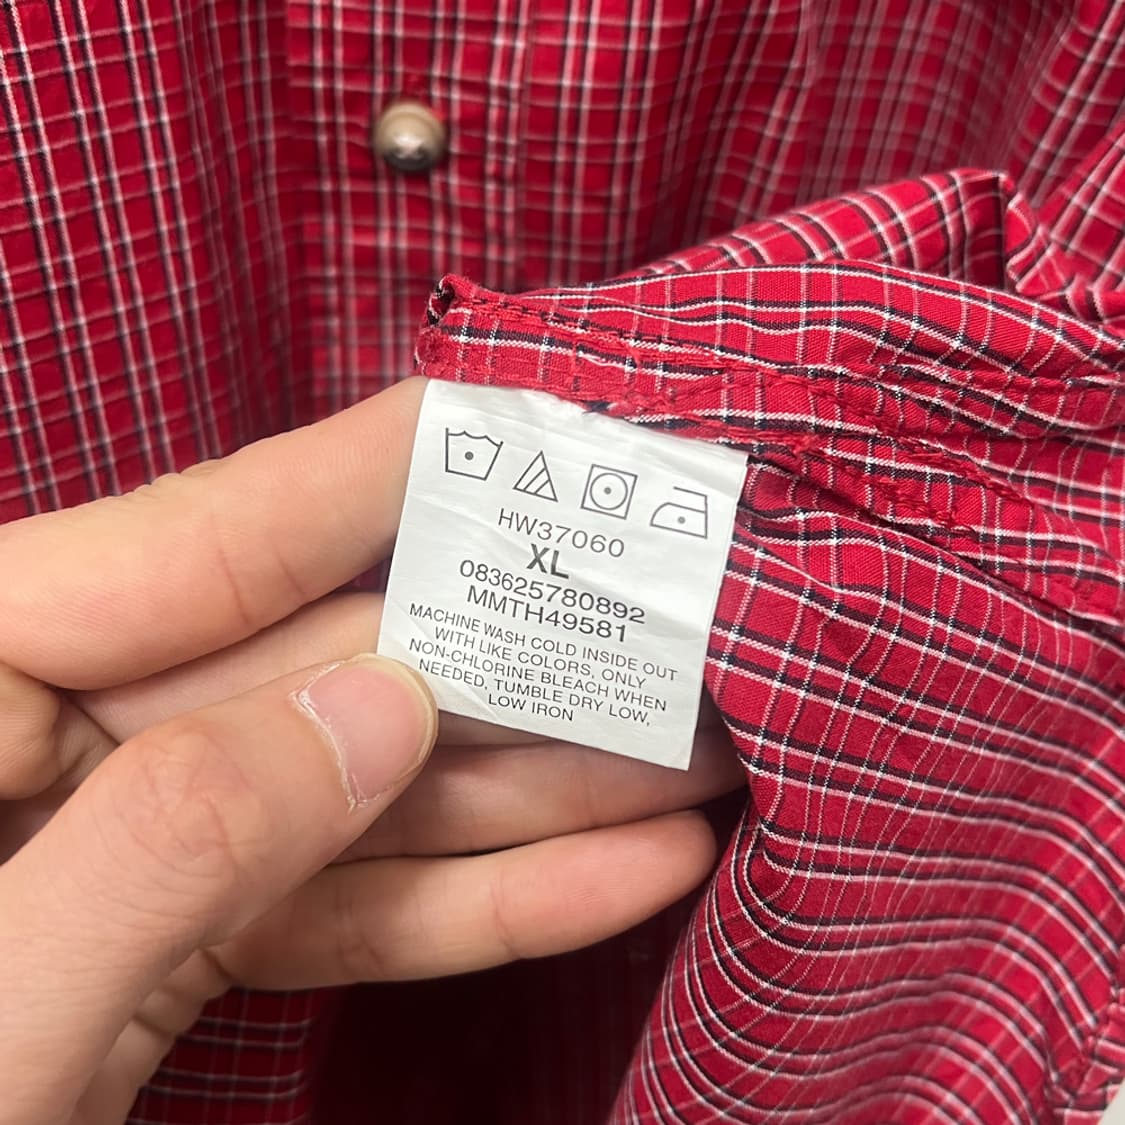 HW37060
XL
083625780892
MMTH49581
MACHINE WASH COLD INSIDE OUT
WITH LIKE COLORS, ONLY
NON-CHLORINE BLEACH WHEN
NEEDED, TUMBLE DRY LOW,
LOW IRON